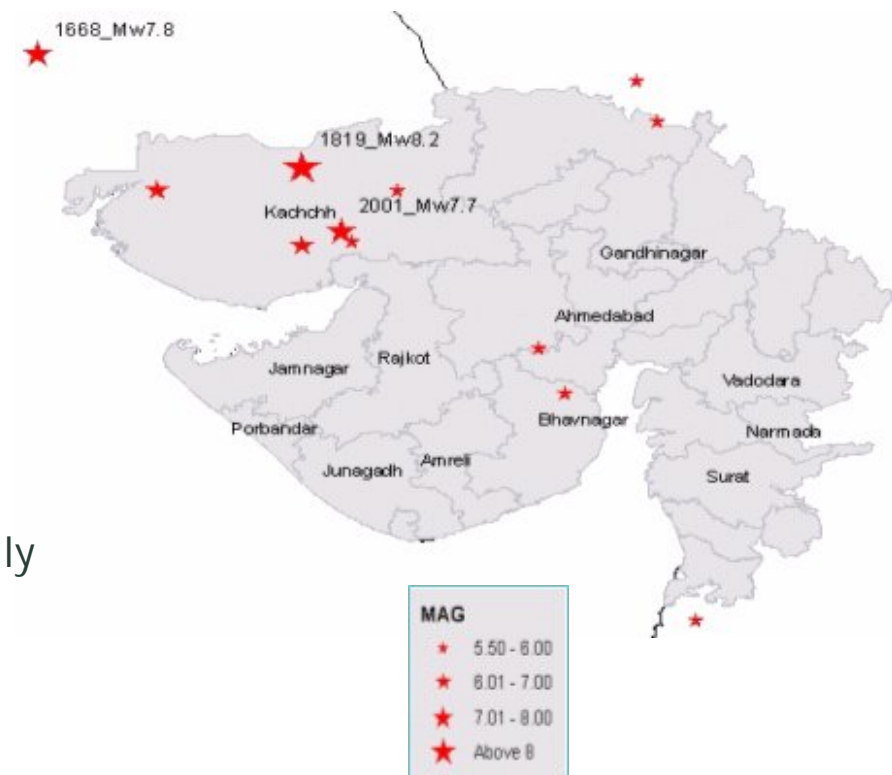 1668_Mw7.8
1819_Mw8.2
2001_Mw7.7
Kachchh
Gandhinagar
Ahmedabad
Rajkot
Jamnagar
Vadodara
Porbandar
Bhavnagar
Narmada
Amreli
Junagadh
Surat
ly
MAG
5.50 - 6.00
6.01 - 7.00
7.01 - 8.00
Above 8